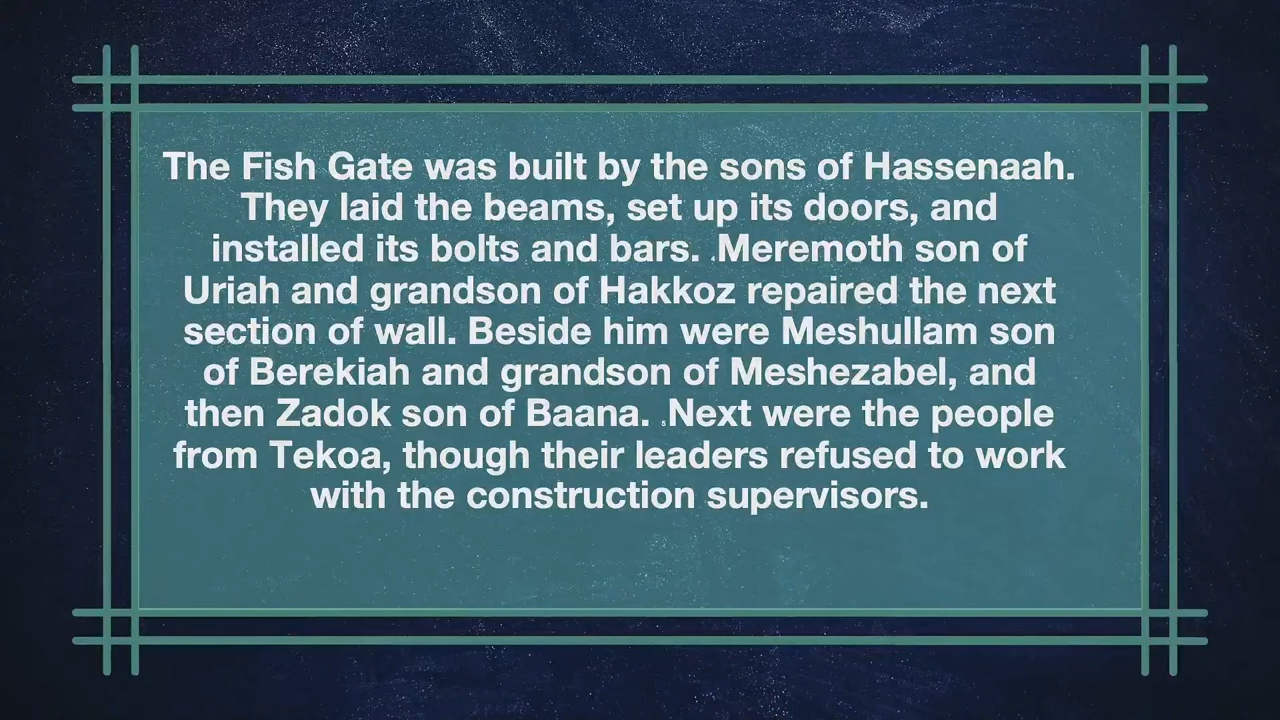 The Fish Gate was built by the sons of Hassenaah.
They laid the beams, set up its doors, and
installed its bolts and bars. Meremoth son of
Uriah and grandson of Hakkoz repaired the next
section of wall. Beside him were Meshullam son
of Berekiah and grandson of Meshezabel, and
then Zadok son of Baana. Next were the people
from Tekoa, though their leaders refused to work
with the construction supervisors.